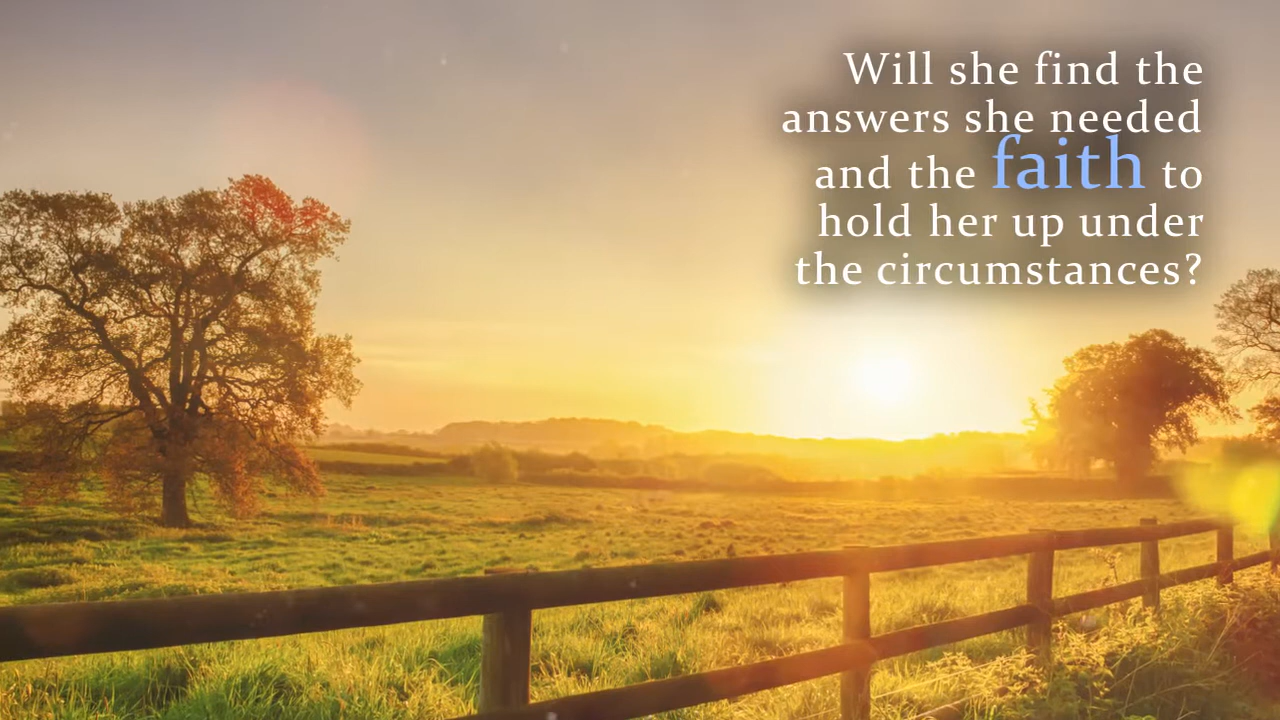 Will she find the
answers she needed
and the faith to
hold her up under
the circumstances?